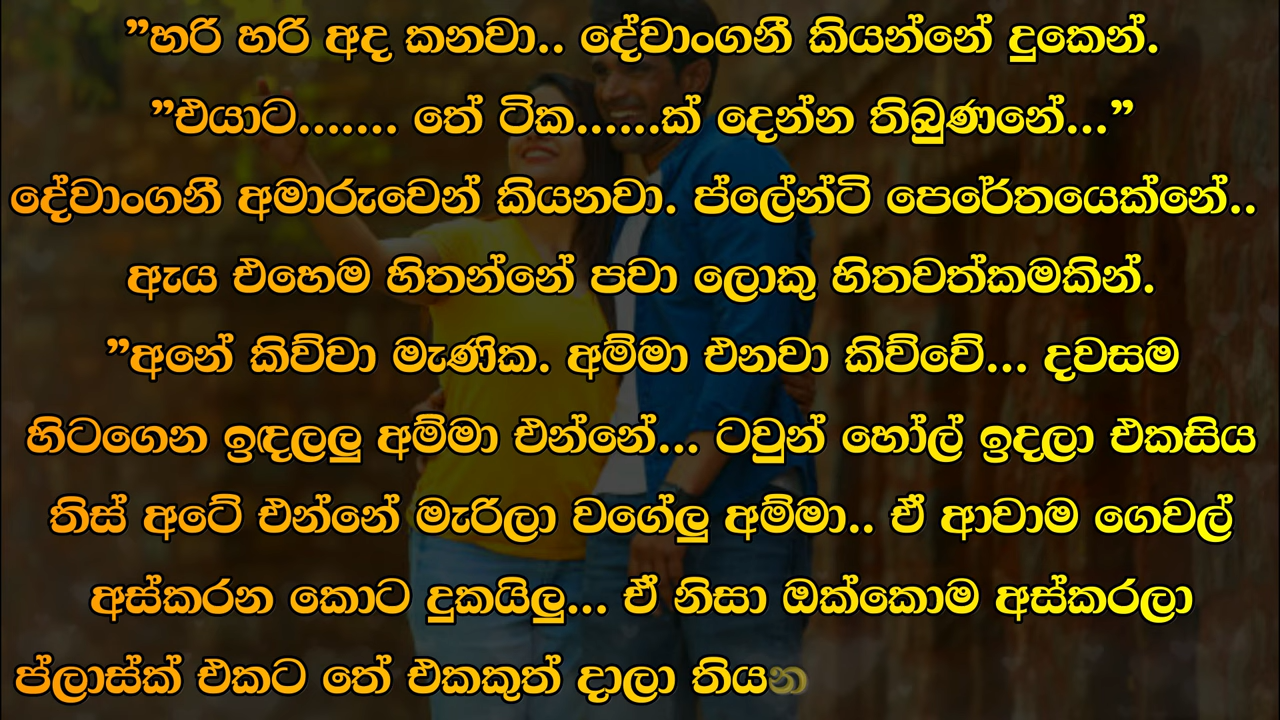 ”හරි හරි අද කනවා.. දේවාංගනී කියන්නේ දුකෙන්.
”එයාට....... තේ ටික......ක් දෙන්න තිබුණනේ...”
දේවාංගනී අමාරුවෙන් කියනවා. ප්ලේන්ටි පෙරේතයෙක්නේ..
ඇය එහෙම හිතන්නේ පවා ලොකු හිතවත්කමකින්.
”අනේ කිව්වා මැණික. අම්මා එනවා කිව්වේ... දවසම
හිටගෙන ඉඳලලු අම්මා එන්නේ... ටවුන් හෝල් ඉදලා එකසිය
තිස් අටේ එන්නේ මැරිලා වගේලු අම්මා.. ඒ ආවාම ගෙවල්
අස්කරන කොට දුකයිලු... ඒ නිසා ඔක්කොම අස්කරලා
ප්ලාස්ක් එකට තේ එකකුත් දාලා තියන